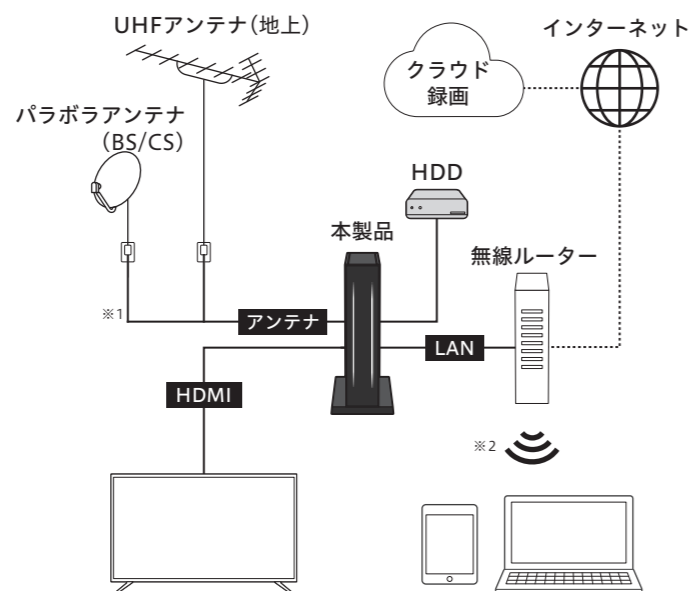 UHFアンテナ(地上)
インターネット
クラウド
録画
パラボラアンテナ
(BS/CS)
HDD
本製品
無線ルーター
※1
アンテナ
LAN
HDMI
※2